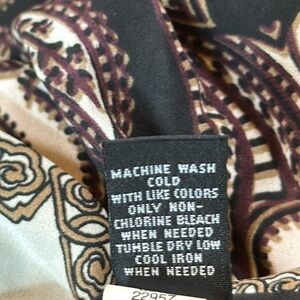 MACHINE WASH
COLD
WITH LIKE COLORS
ONLY NON-
CHLORINE BLEACH
WHEN NEEDED
TUMBLE DRY LOW
COOL IRON
WHEN NEEDED
22957